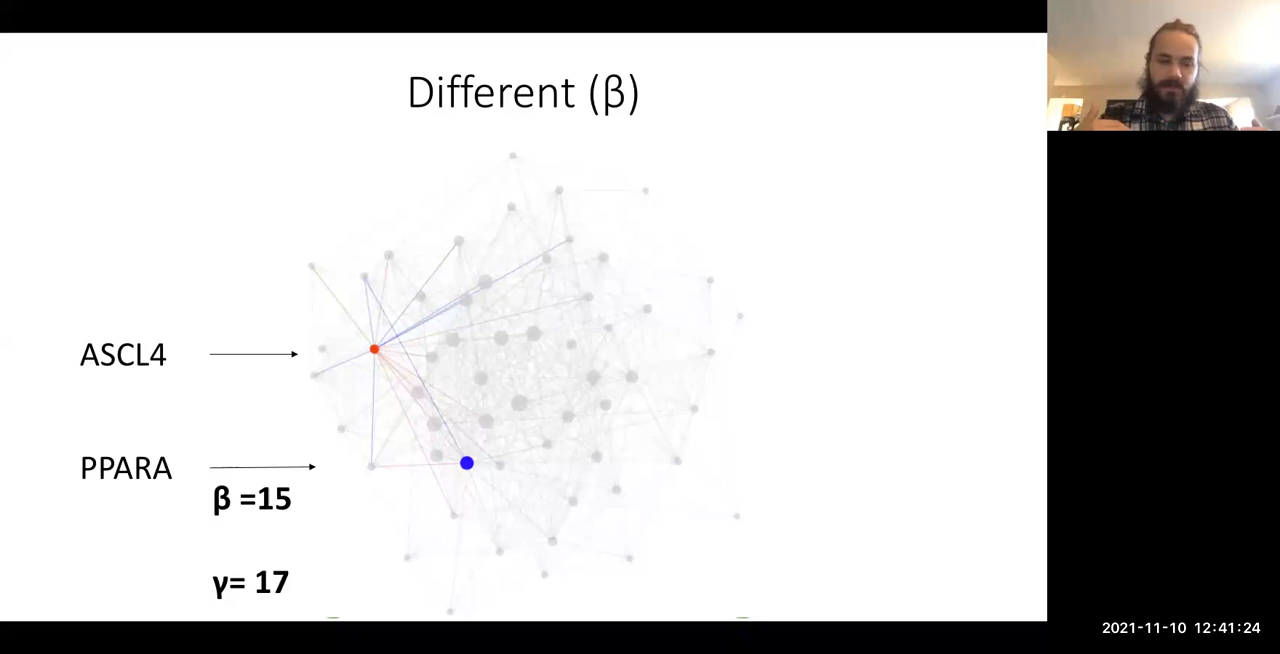 Different (β)
ASCL4
PPARA
β =15
γ= 17
2021-11-10 12:41:24